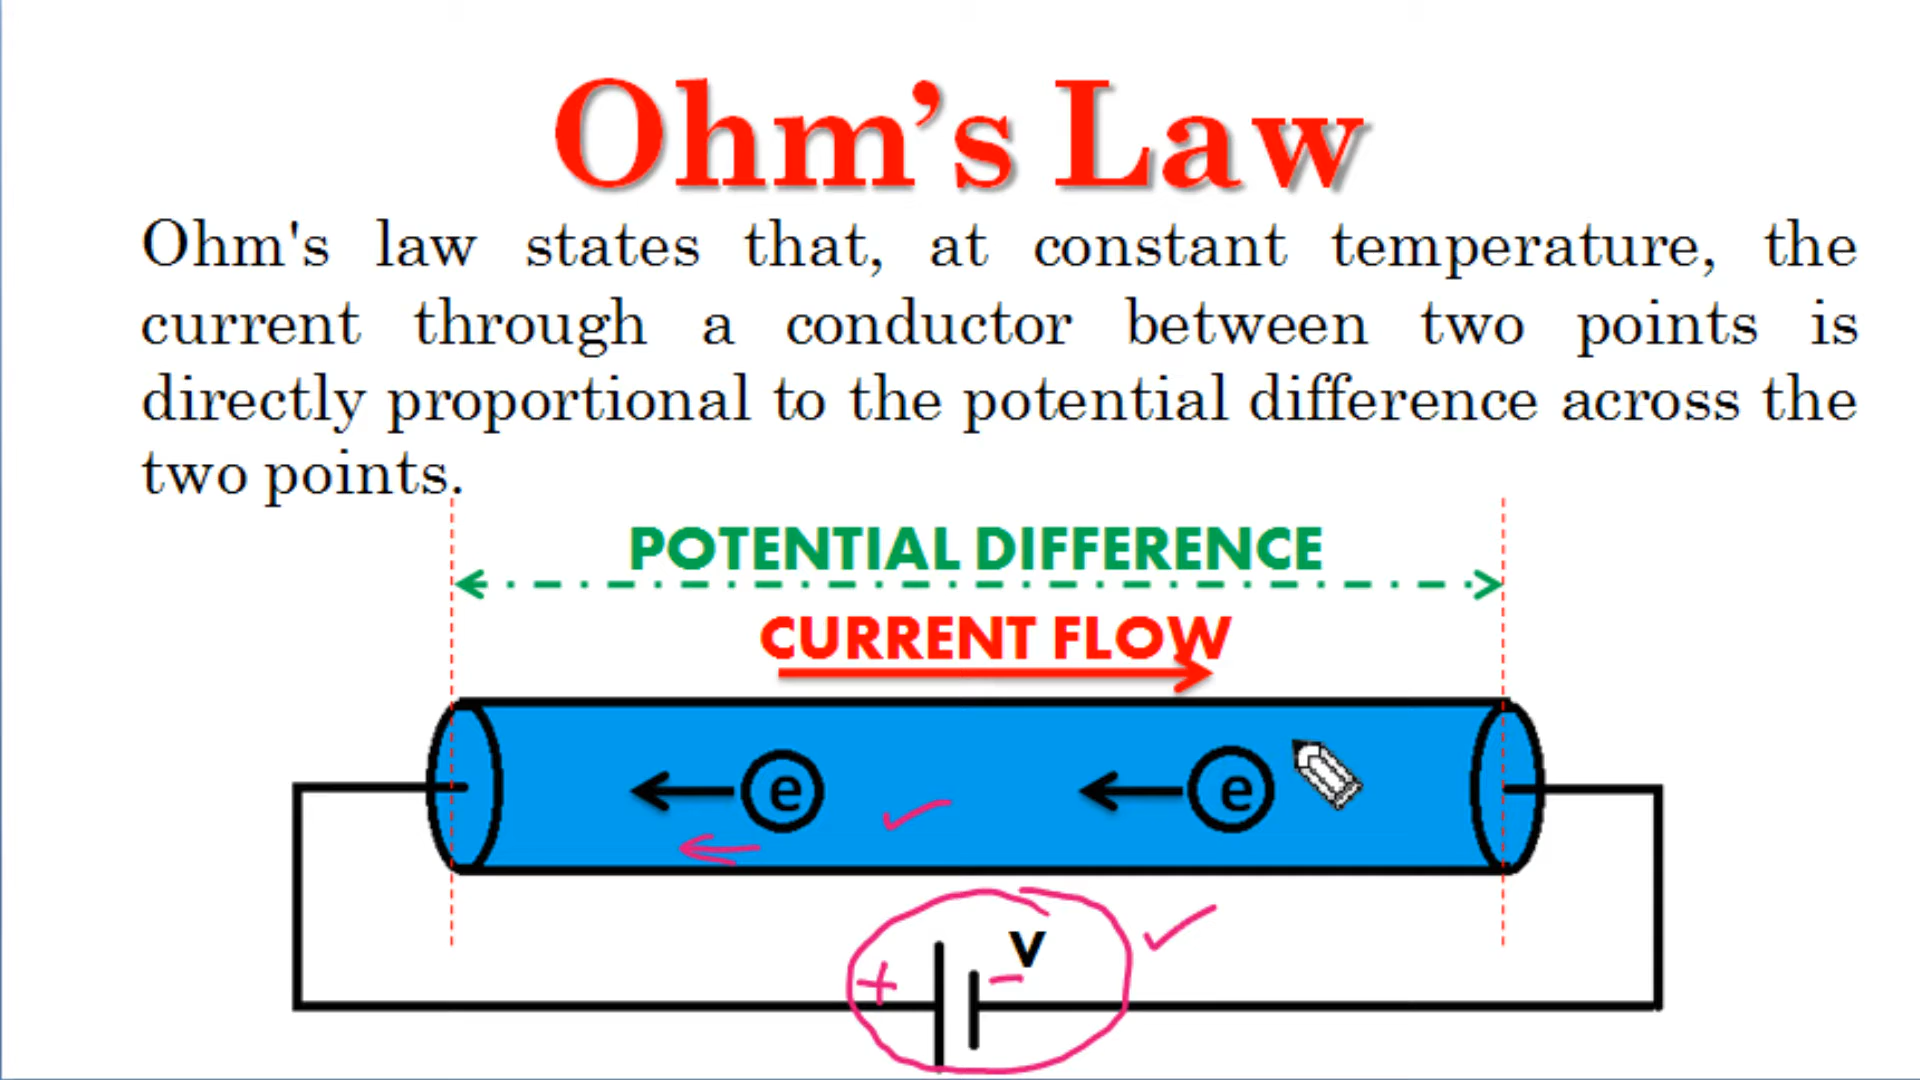 Ohm’s Law
Ohm's law states that, at constant temperature, the
current through a conductor between two points is
directly proportional to the potential difference across the
two points.
POTENTIAL DIFFERENCE
CURRENT FLOW
e e
V
+ −